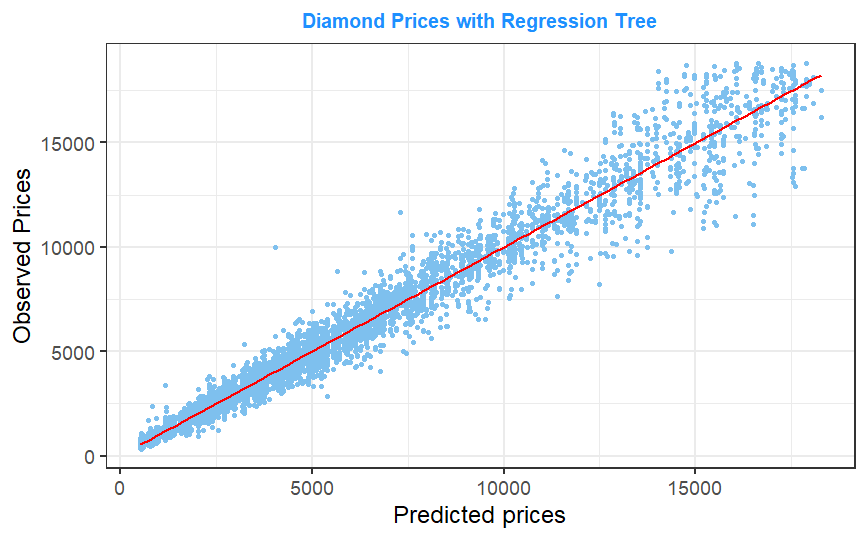 Diamond Prices with Regression Tree
Observed Prices
15000
10000
5000
0
0 5000 10000 15000
Predicted prices